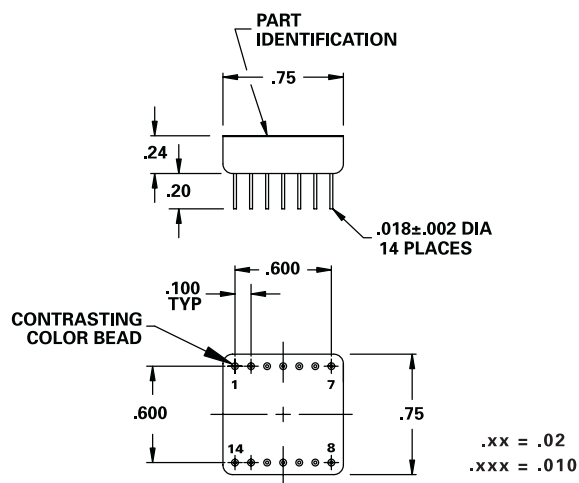 PART
IDENTIFICATION
.75
.24
.20
.018±.002 DIA
14 PLACES
.600
.100
TYP
CONTRASTING
COLOR BEAD
1
7
.600
.75
14
8
.xx = .02
.xxx = .010